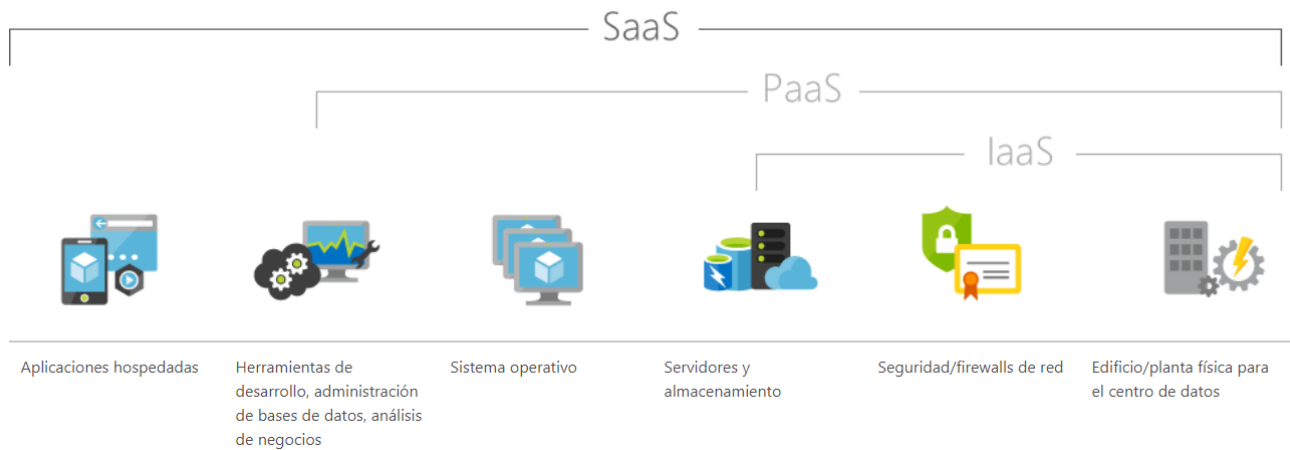 SaaS
PaaS
IaaS
Aplicaciones hospedadas
Herramientas de
desarrollo, administración
de bases de datos, análisis
de negocios
Sistema operativo
Servidores y
almacenamiento
Seguridad/firewalls de red
Edificio/planta física para
el centro de datos